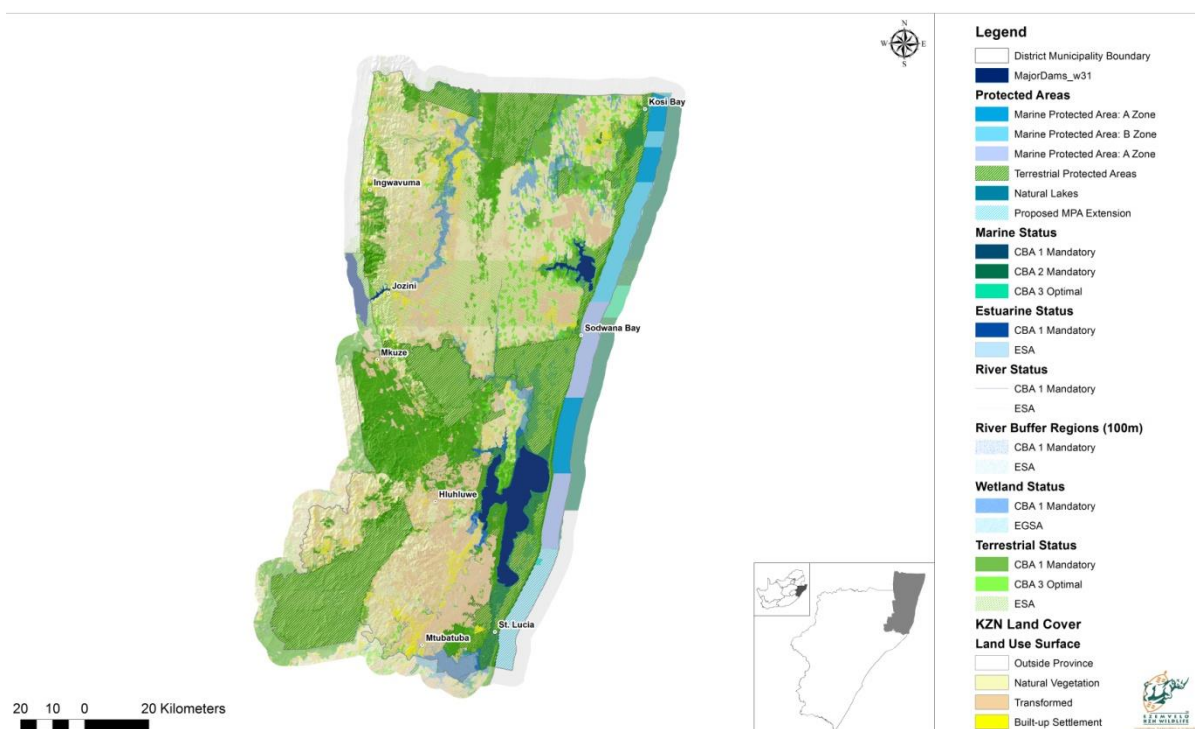 N
W E
S
Kosi Bay
Ingwavuma
Jozini
Sodwana Bay
Mkuze
Hluhluwe
St. Lucia
Mtubatuba
20 10 0 20 Kilometers
Legend
District Municipality Boundary
MajorDams_w31
Protected Areas
Marine Protected Area: A Zone
Marine Protected Area: B Zone
Marine Protected Area: A Zone
Terrestrial Protected Areas
Natural Lakes
Proposed MPA Extension
Marine Status
CBA 1 Mandatory
CBA 2 Mandatory
CBA 3 Optimal
Estuarine Status
CBA 1 Mandatory
ESA
River Status
CBA 1 Mandatory
ESA
River Buffer Regions (100m)
CBA 1 Mandatory
ESA
Wetland Status
CBA 1 Mandatory
EGSA
Terrestrial Status
CBA 1 Mandatory
CBA 3 Optimal
ESA
KZN Land Cover
Land Use Surface
Outside Province
Natural Vegetation
Transformed
Built-up Settlement
EZEMVELO
KZN WILDLIFE